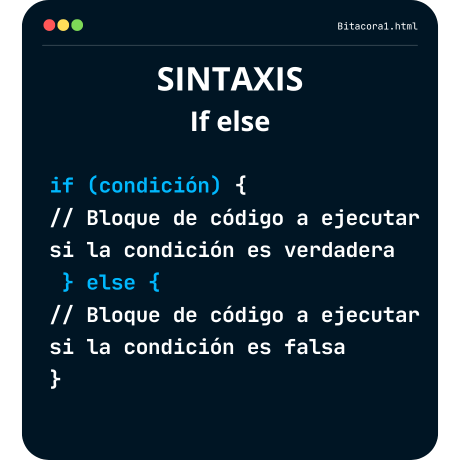 Bitacora1.html
SINTAXIS
If else
if (condición) {
// Bloque de código a ejecutar
si la condición es verdadera
} else {
// Bloque de código a ejecutar
si la condición es falsa
}